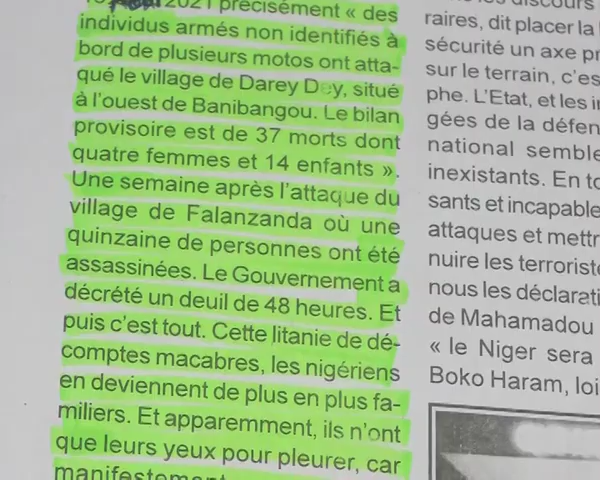 2021 précisément « des
individus armés non identifiés à
bord de plusieurs motos ont atta-
qué le village de Darey Dey, situé
à l'ouest de Banibangou. Le bilan
provisoire est de 37 morts dont
quatre femmes et 14 enfants ».
Une semaine après l'attaque du
village de Falanzanda où une
quinzaine de personnes ont été
assassinées. Le Gouvernement a
décrété un deuil de 48 heures. Et
puis c'est tout. Cette litanie de dé-
comptes macabres, les nigériens
en deviennent de plus en plus fa-
miliers. Et apparemment, ils n'ont
que leurs yeux pour pleurer, car
raires, dit placer la
sécurité un axe pr
sur le terrain, c'es
phe. L'Etat, et les i
gées de la défen
national semble
inexistants. En to
sants et incapable
attaques et mettr
nuire les terroriste
nous les déclarati
de Mahamadou
« le Niger sera
Boko Haram, loi